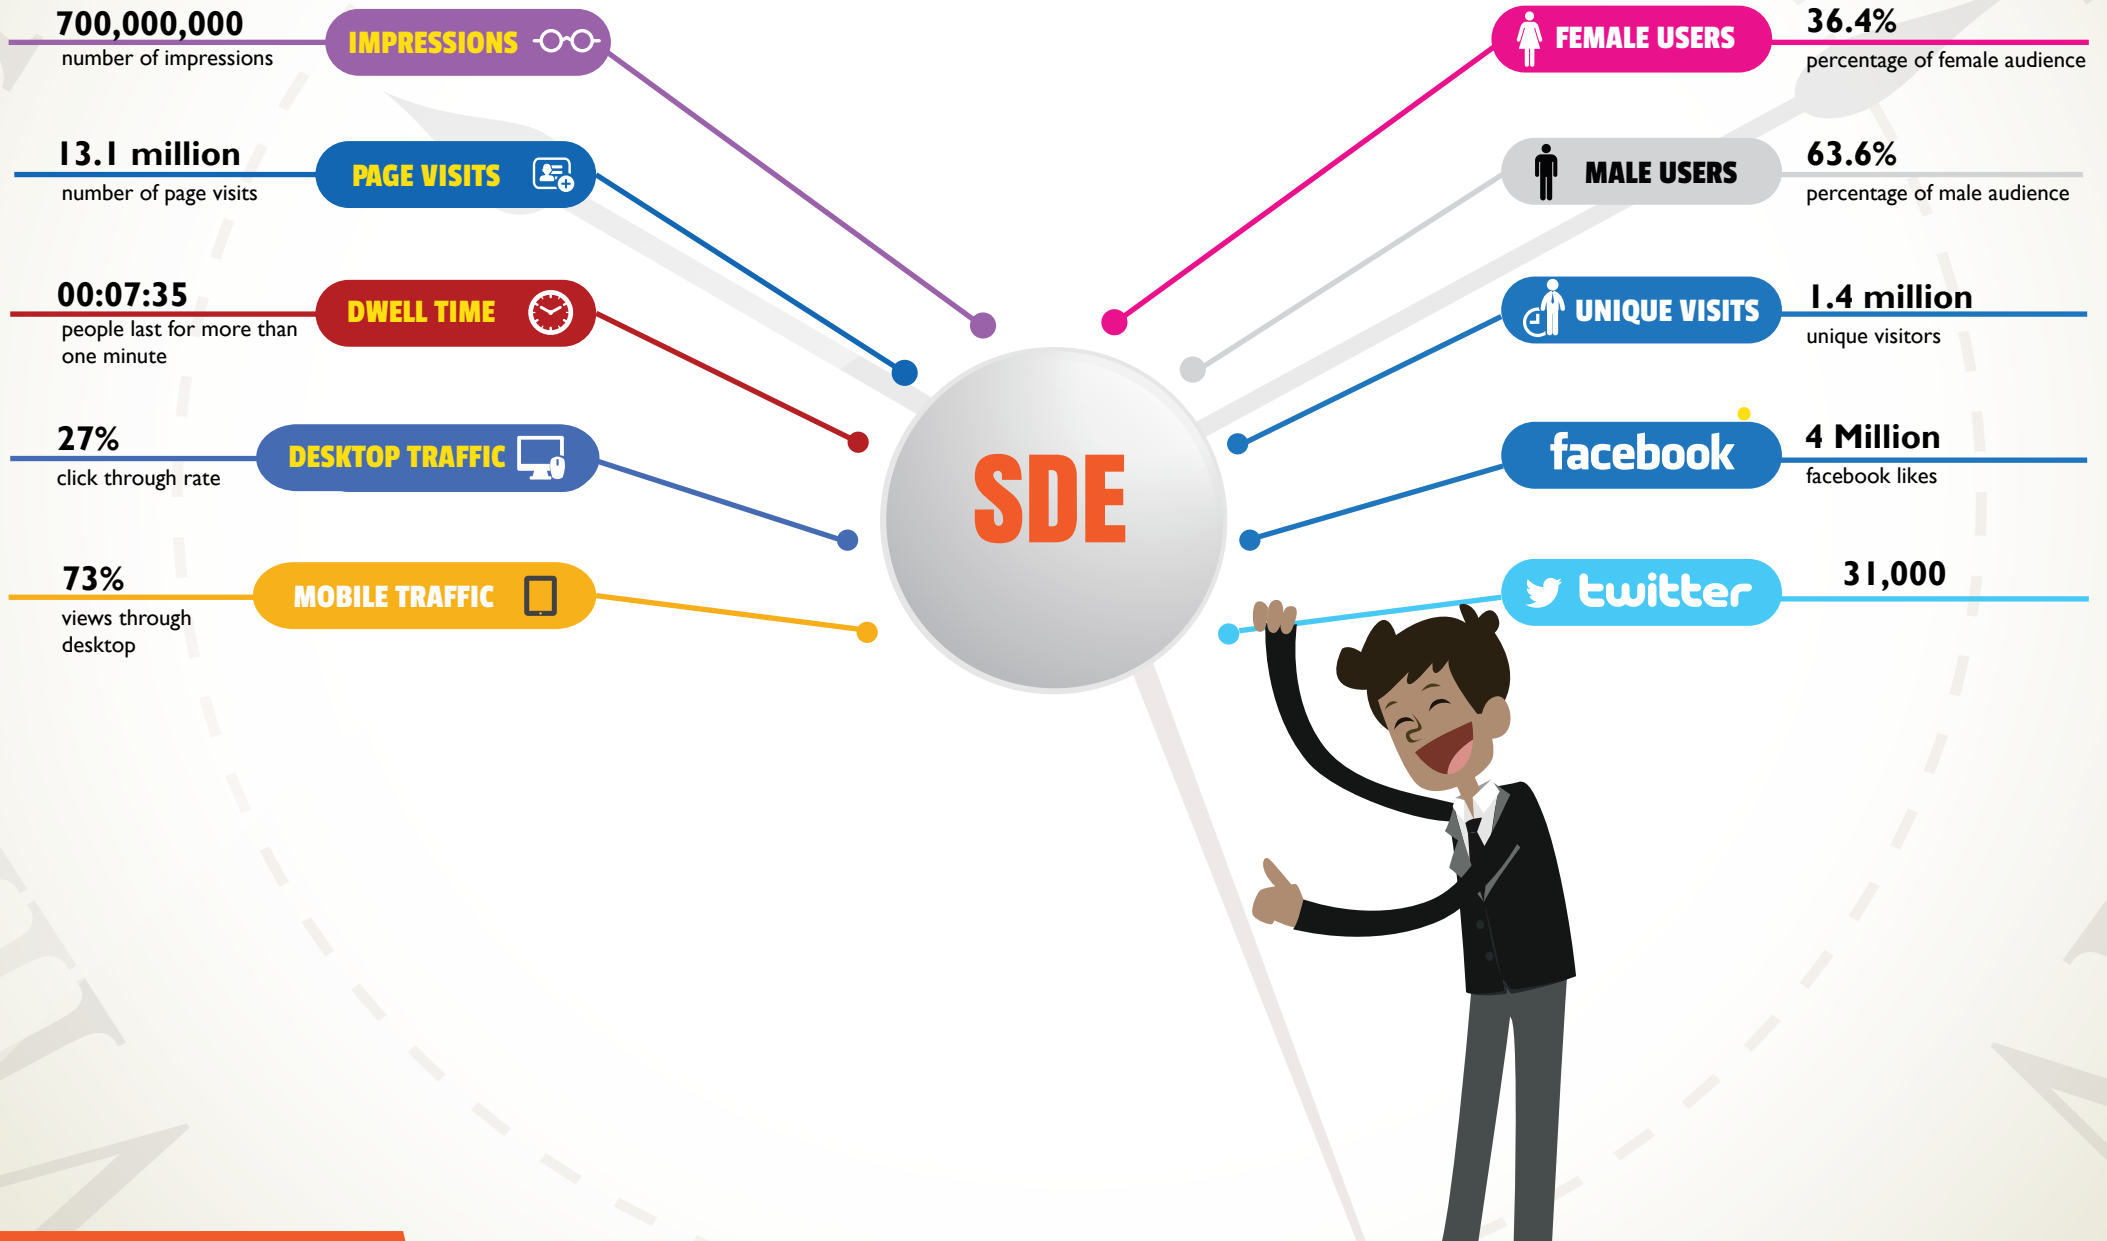 700,000,000
number of impressions
IMPRESSIONS
13.1 million
number of page visits
PAGE VISITS
00:07:35
people last for more than
one minute
DWELL TIME
27%
click through rate
DESKTOP TRAFFIC
73%
views through
desktop
MOBILE TRAFFIC
SDE
FEMALE USERS
36.4%
percentage of female audience
MALE USERS
63.6%
percentage of male audience
UNIQUE VISITS
1.4 million
unique visitors
facebook
4 Million
facebook likes
twitter
31,000